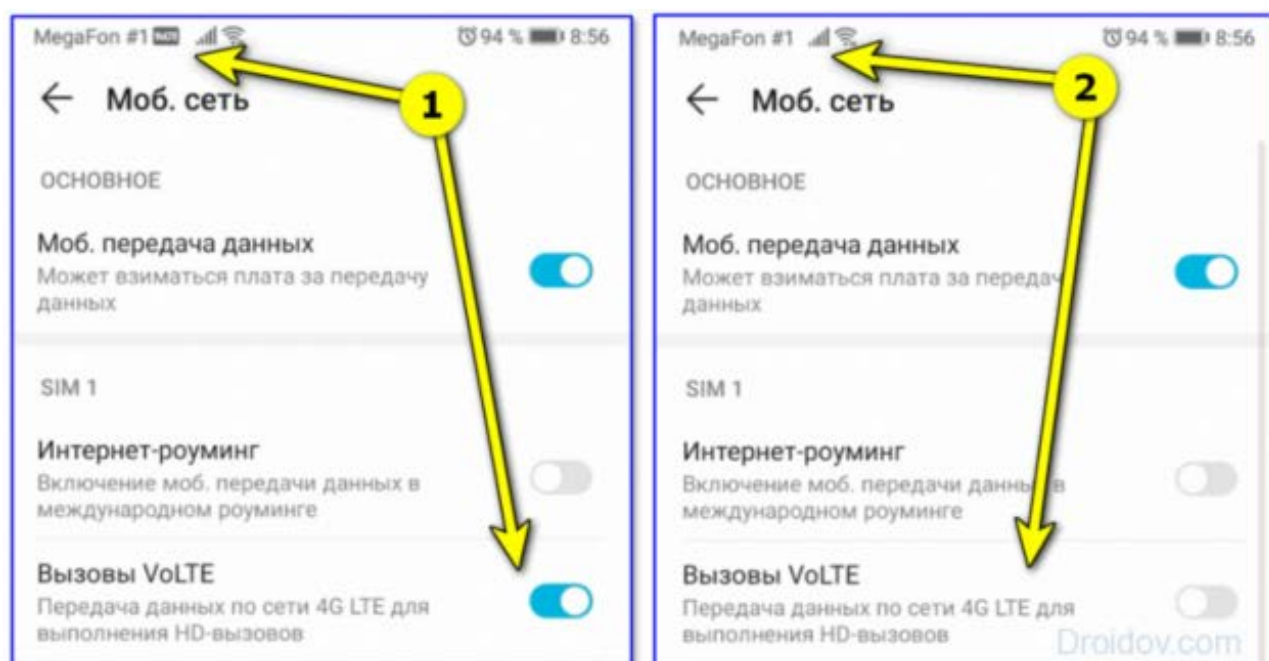 MegaFon #1 VoLTE 94 % 8:56
Моб. сеть
1
ОСНОВНОЕ
Моб. передача данных
Может взиматься плата за передачу
данных
SIM 1
Интернет-роуминг
Включение моб. передачи данных в
международном роуминге
Вызовы VoLTE
Передача данных по сети 4G LTE для
выполнения HD-вызовов
MegaFon #1 94 % 8:56
Моб. сеть
2
ОСНОВНОЕ
Моб. передача данных
Может взиматься плата за передач
данных
SIM 1
Интернет-роуминг
Включение моб. передачи данных в
международном роуминге
Вызовы VoLTE
Передача данных по сети 4G LTE для
выполнения HD-вызовов
Droidov.com